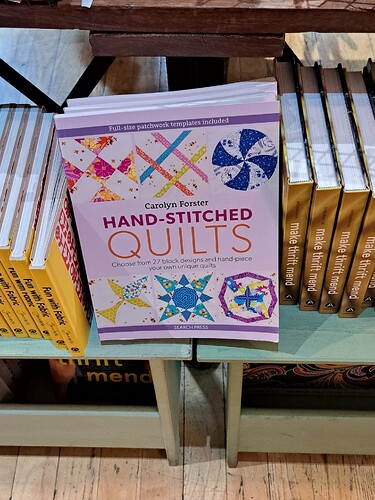 Full-size patchwork templates included
Carolyn Forster
HAND-STITCHED
QUILTS
Choose from 27 block designs and hand-piece
your own unique quilts
SEARCH PRESS
Fun with Fabric
Fun with Fabric
Fun with Fabric
make thrift mend
make thrift mend
make thrift mend
make thrift mend
thrift
mend